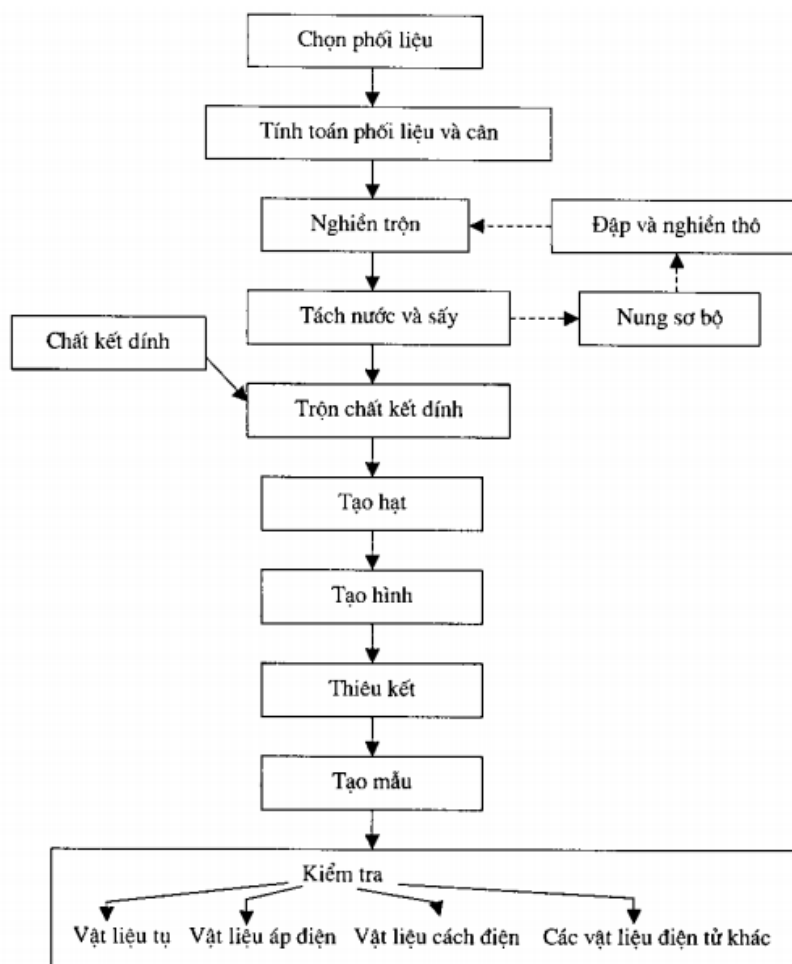 Chọn phối liệu
Tính toán phối liệu và cân
Nghiền trộn
Đập và nghiền thô
Tách nước và sấy
Nung sơ bộ
Chất kết dính
Trộn chất kết dính
Tạo hạt
Tạo hình
Thiêu kết
Tạo mẫu
Kiểm tra
Vật liệu tụ
Vật liệu áp điện
Vật liệu cách điện
Các vật liệu điện tử khác